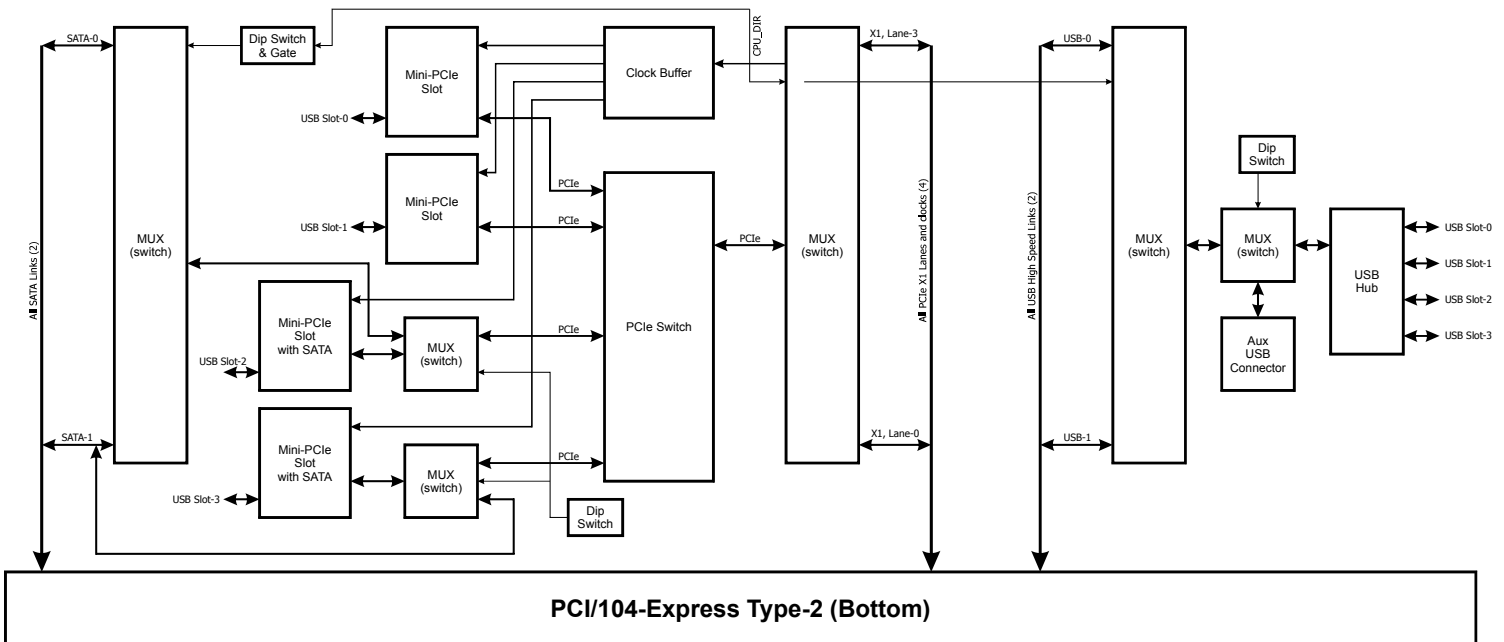 SATA-0
Dip Switch
& Gate
CPU_DIR
X1, Lane-3
USB-0
Mini-PCIe
Slot
Clock Buffer
USB Slot-0
Dip
Switch
Mini-PCIe
Slot
PCIe
USB Slot-1
PCIe
All SATA Links (2)
MUX
(switch)
PCIe
MUX
(switch)
All PCIe X1 Lanes and clocks (4)
All USB High Speed Links (2)
MUX
(switch)
MUX
(switch)
USB
Hub
USB Slot-0
USB Slot-1
USB Slot-2
USB Slot-3
Mini-PCIe
Slot
with SATA
USB Slot-2
MUX
(switch)
PCIe
PCIe Switch
Aux
USB
Connector
SATA-1
X1, Lane-0
USB-1
Mini-PCIe
Slot
with SATA
USB Slot-3
MUX
(switch)
PCIe
Dip
Switch
PCI/104-Express Type-2 (Bottom)